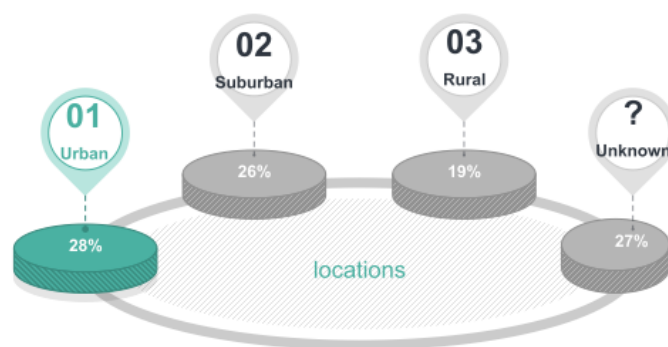 01
Urban
28%
02
Suburban
26%
03
Rural
19%
?
Unknown
27%
locations